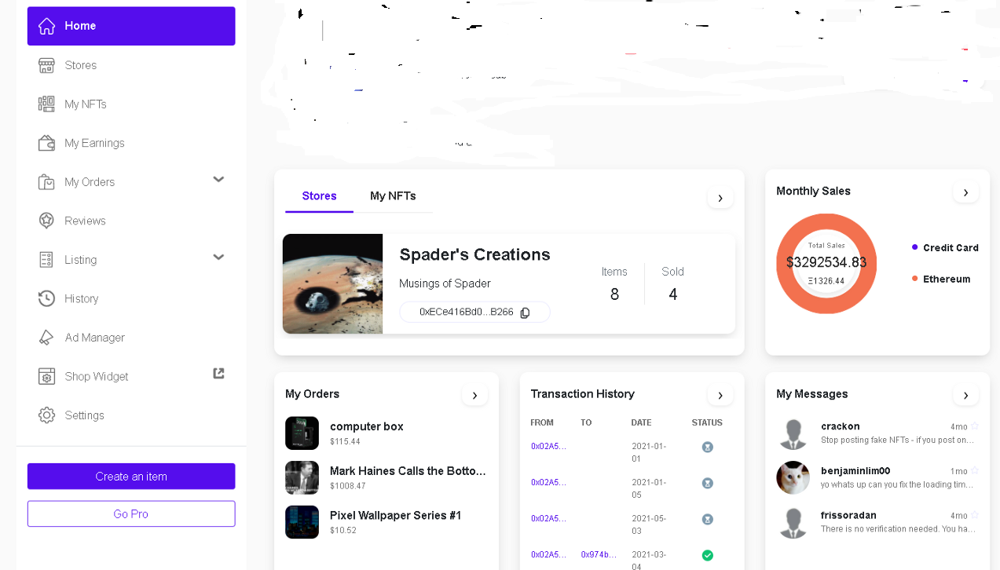 Home
Stores
My NFTs
My Earnings
My Orders
Reviews
Listing
History
Ad Manager
Shop Widget
Settings
Create an item
Go Pro
Stores My NFTs
Spader's Creations
Musings of Spader
0xECe416Bd0...B266
Items Sold
8 4
Monthly Sales
Total Sales
$3292534.83
Ξ1326.44
Credit Card
Ethereum
My Orders
computer box
$115.44
Mark Haines Calls the Botto...
$1008.47
Pixel Wallpaper Series #1
$10.52
Transaction History
FROM TO DATE STATUS
0x02A5... 2021-01-
01
0x02A5... 2021-01-
05
0x02A5... 2021-05-
03
0x02A5... 0x974b... 2021-03-
04
My Messages
crackon 4mo
Stop posting fake NFTs - if you post on...
benjaminlim00 1mo
yo whats up can you fix the loading tim...
frissoradan 4mo
There is no verification needed. You ha...